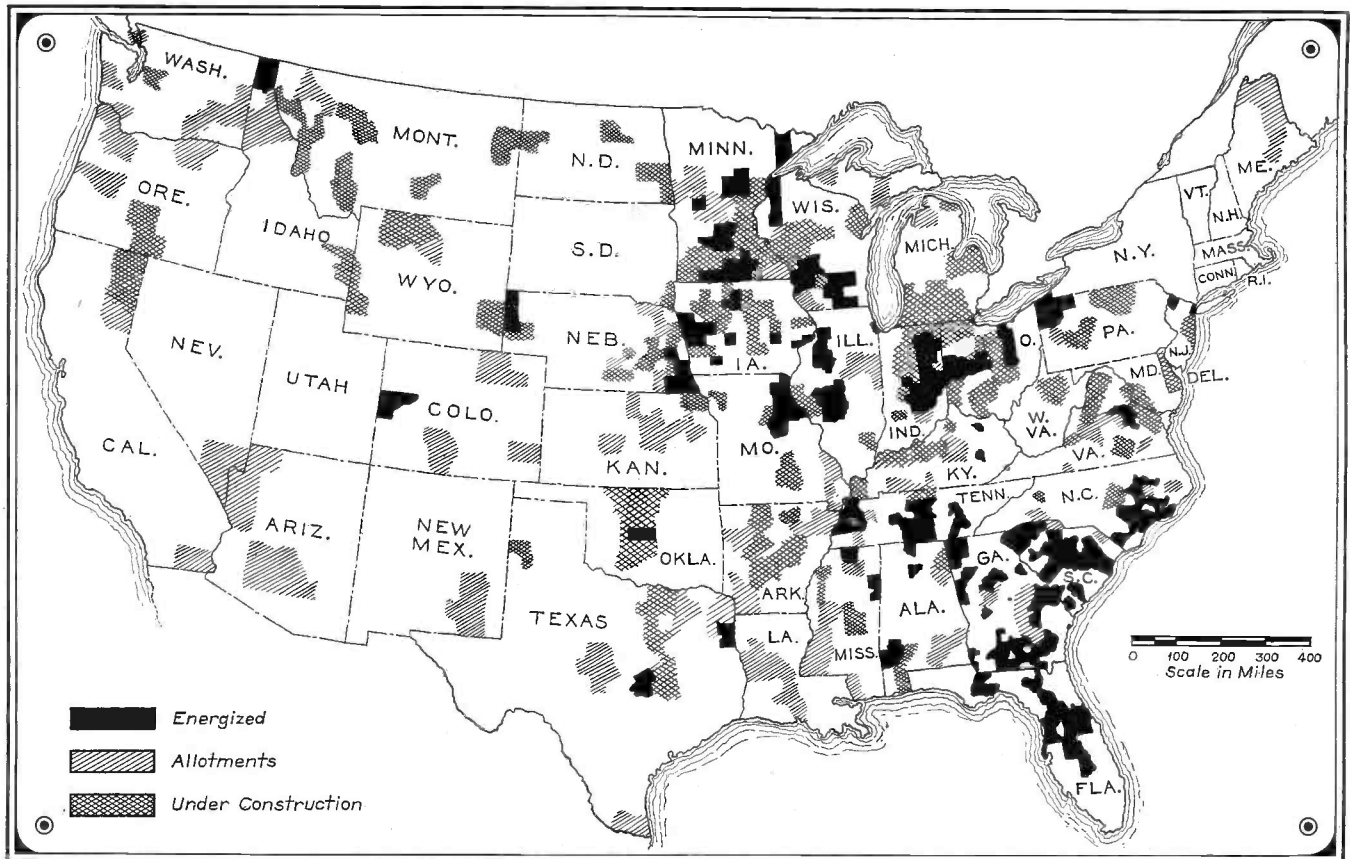 WASH.
MONT.
N.D.
MINN.
ME.
ORE.
IDAHO
S.D.
WIS.
VT.
N.H.
MICH.
N.Y.
MASS.
CONN.
R.I.
WYO.
NEB.
IA.
ILL.
O.
PA.
N.J.
NEV.
UTAH
COLO.
MD.
DEL.
CAL.
KAN.
MO.
IND.
W.
VA.
KY.
VA.
ARIZ.
NEW
MEX.
OKLA.
TENN.
N.C.
ARK.
GA.
S.C.
TEXAS
LA.
MISS.
ALA.
FLA.
0 100 200 300 400
Scale in Miles
Energized
Allotments
Under Construction